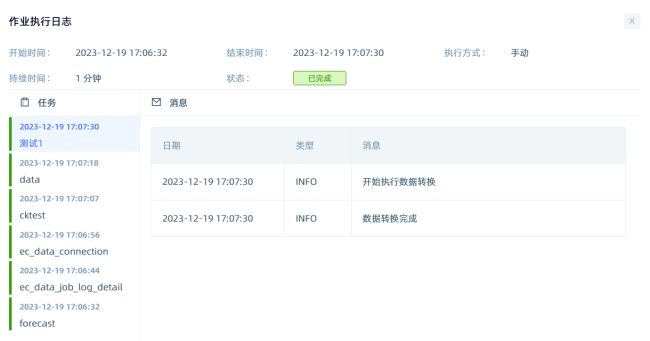 作业执行日志
开始时间： 2023-12-19 17:06:32 结束时间： 2023-12-19 17:07:30 执行方式： 手动
持续时间： 1 分钟 状态： 已完成
任务 消息
2023-12-19 17:07:30
测试1
2023-12-19 17:07:18
data
2023-12-19 17:07:07
cktest
2023-12-19 17:06:56
ec_data_connection
2023-12-19 17:06:44
ec_data_job_log_detail
2023-12-19 17:06:32
forecast
日期 类型 消息
2023-12-19 17:07:30 INFO 开始执行数据转换
2023-12-19 17:07:30 INFO 数据转换完成